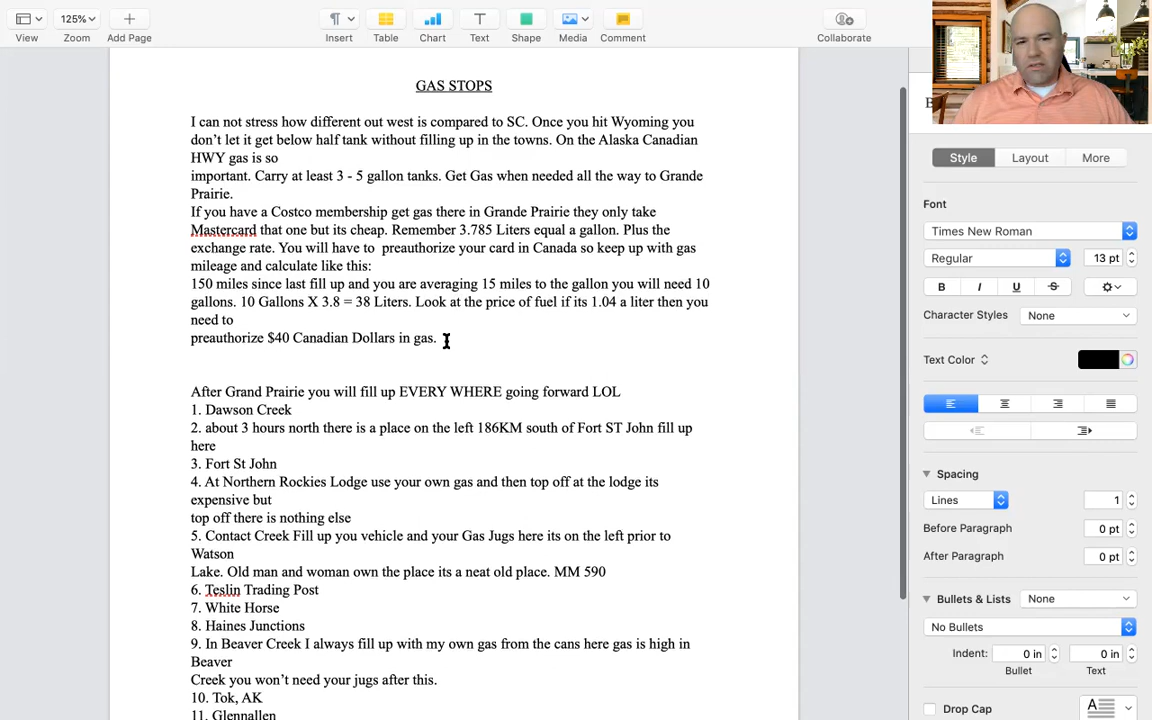 125%
View
Zoom
Add Page
Insert
Table
Chart
Text
Shape
Media
Comment
Collaborate
GAS STOPS
I can not stress how different out west is compared to SC. Once you hit Wyoming you
don’t let it get below half tank without filling up in the towns. On the Alaska Canadian
HWY gas is so
important. Carry at least 3 - 5 gallon tanks. Get Gas when needed all the way to Grande
Prairie.
If you have a Costco membership get gas there in Grande Prairie they only take
Mastercard that one but its cheap. Remember 3.785 Liters equal a gallon. Plus the
exchange rate. You will have to  preauthorize your card in Canada so keep up with gas
mileage and calculate like this:
150 miles since last fill up and you are averaging 15 miles to the gallon you will need 10
gallons. 10 Gallons X 3.8 = 38 Liters. Look at the price of fuel if its 1.04 a liter then you
need to
preauthorize $40 Canadian Dollars in gas.
After Grand Prairie you will fill up EVERY WHERE going forward LOL
1. Dawson Creek
2. about 3 hours north there is a place on the left 186KM south of Fort ST John fill up
here
3. Fort St John
4. At Northern Rockies Lodge use your own gas and then top off at the lodge its
expensive but
top off there is nothing else
5. Contact Creek Fill up you vehicle and your Gas Jugs here its on the left prior to
Watson
Lake. Old man and woman own the place its a neat old place. MM 590
6. Teslin Trading Post
7. White Horse
8. Haines Junctions
9. In Beaver Creek I always fill up with my own gas from the cans here gas is high in
Beaver
Creek you won’t need your jugs after this.
10. Tok, AK
11. Glennallen
Style
Layout
More
Font
Times New Roman
Regular
13 pt
B I U S
Character Styles
None
Text Color
Spacing
Lines
1
Before Paragraph
0 pt
After Paragraph
0 pt
Bullets & Lists
None
No Bullets
Indent:
0 in
0 in
Bullet
Text
Drop Cap
A